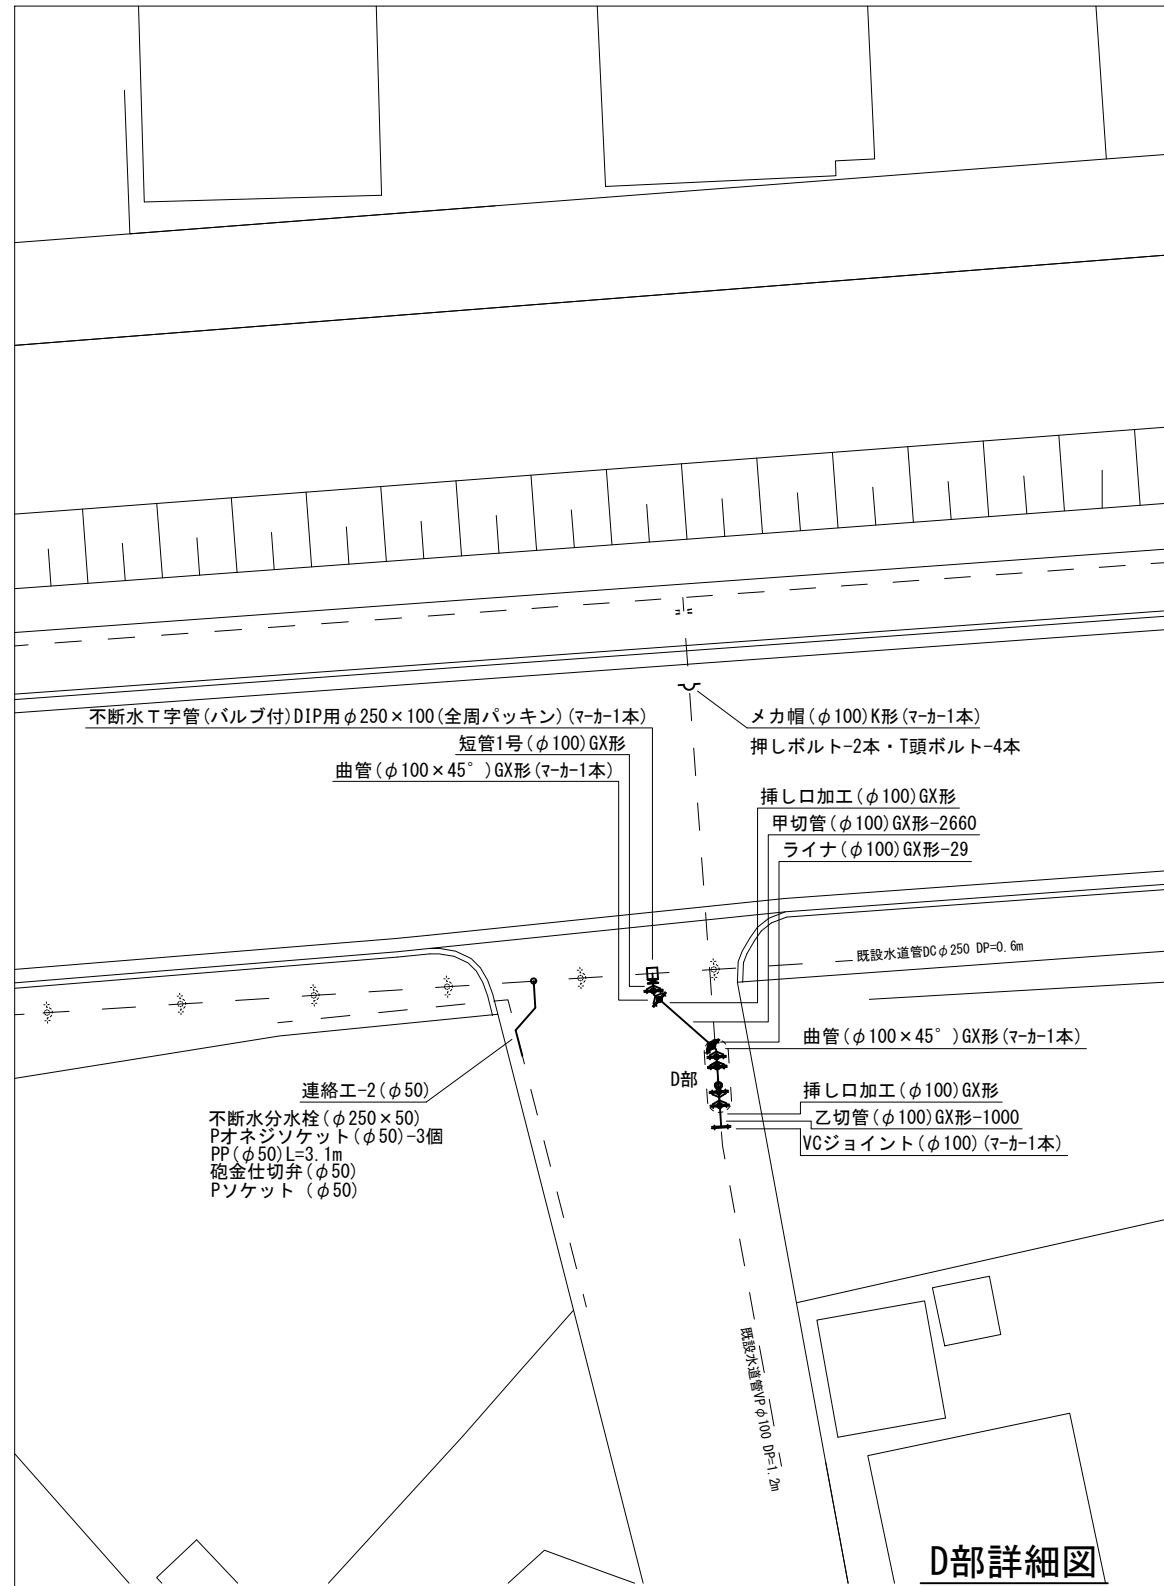 不断水T字管(バルブ付)DIP用φ250×100(全周パッキン)(マーカー1本)
短管1号(φ100)GX形
曲管(φ100×45°)GX形(マーカー1本)
メカ帽(φ100)K形(マーカー1本)
押しボルト-2本・T頭ボルト-4本
挿し口加工(φ100)GX形
甲切管(φ100)GX形-2660
ライナ(φ100)GX形-29
既設水道管DCφ250 DP=0.6m
曲管(φ100×45°)GX形(マーカー1本)
D部
挿し口加工(φ100)GX形
乙切管(φ100)GX形-1000
VCジョイント(φ100)(マーカー1本)
連絡工-2(φ50)
不断水分水栓(φ250×50)
Pオネジソケット(φ50)-3個
PP(φ50)L=3.1m
砲金仕切弁(φ50)
Pソケット(φ50)
既設水道管VPφ100 DP=1.2m
D部詳細図